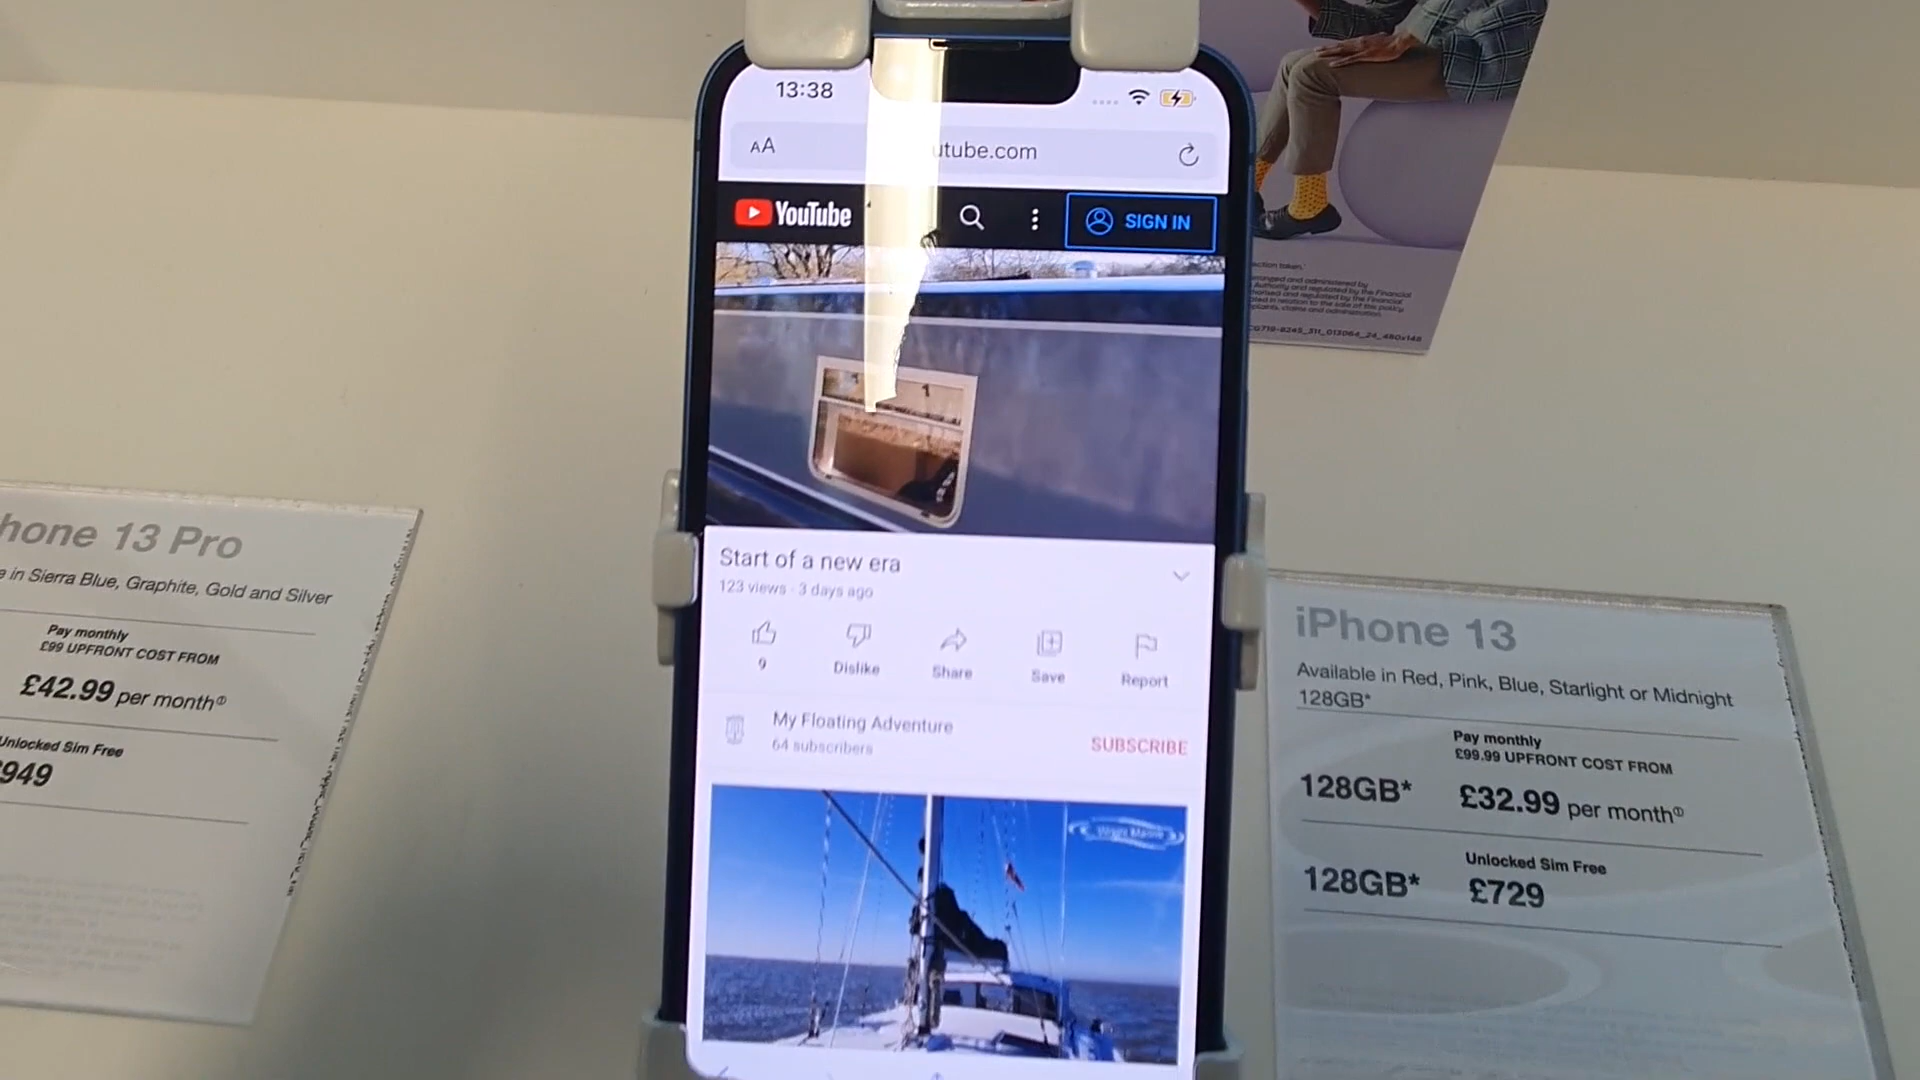 13:38
AA
utube.com
YouTube
SIGN IN
Start of a new era
123 views · 3 days ago
9
Dislike
Share
Save
Report
My Floating Adventure
64 subscribers
SUBSCRIBE
Wright Marine
hone 13 Pro
e in Sierra Blue, Graphite, Gold and Silver
Pay monthly
£99 UPFRONT COST FROM
£42.99 per month
Unlocked Sim Free
£949
iPhone 13
Available in Red, Pink, Blue, Starlight or Midnight
128GB*
Pay monthly
£99.99 UPFRONT COST FROM
128GB* £32.99 per month
Unlocked Sim Free
128GB* £729
ection taken.